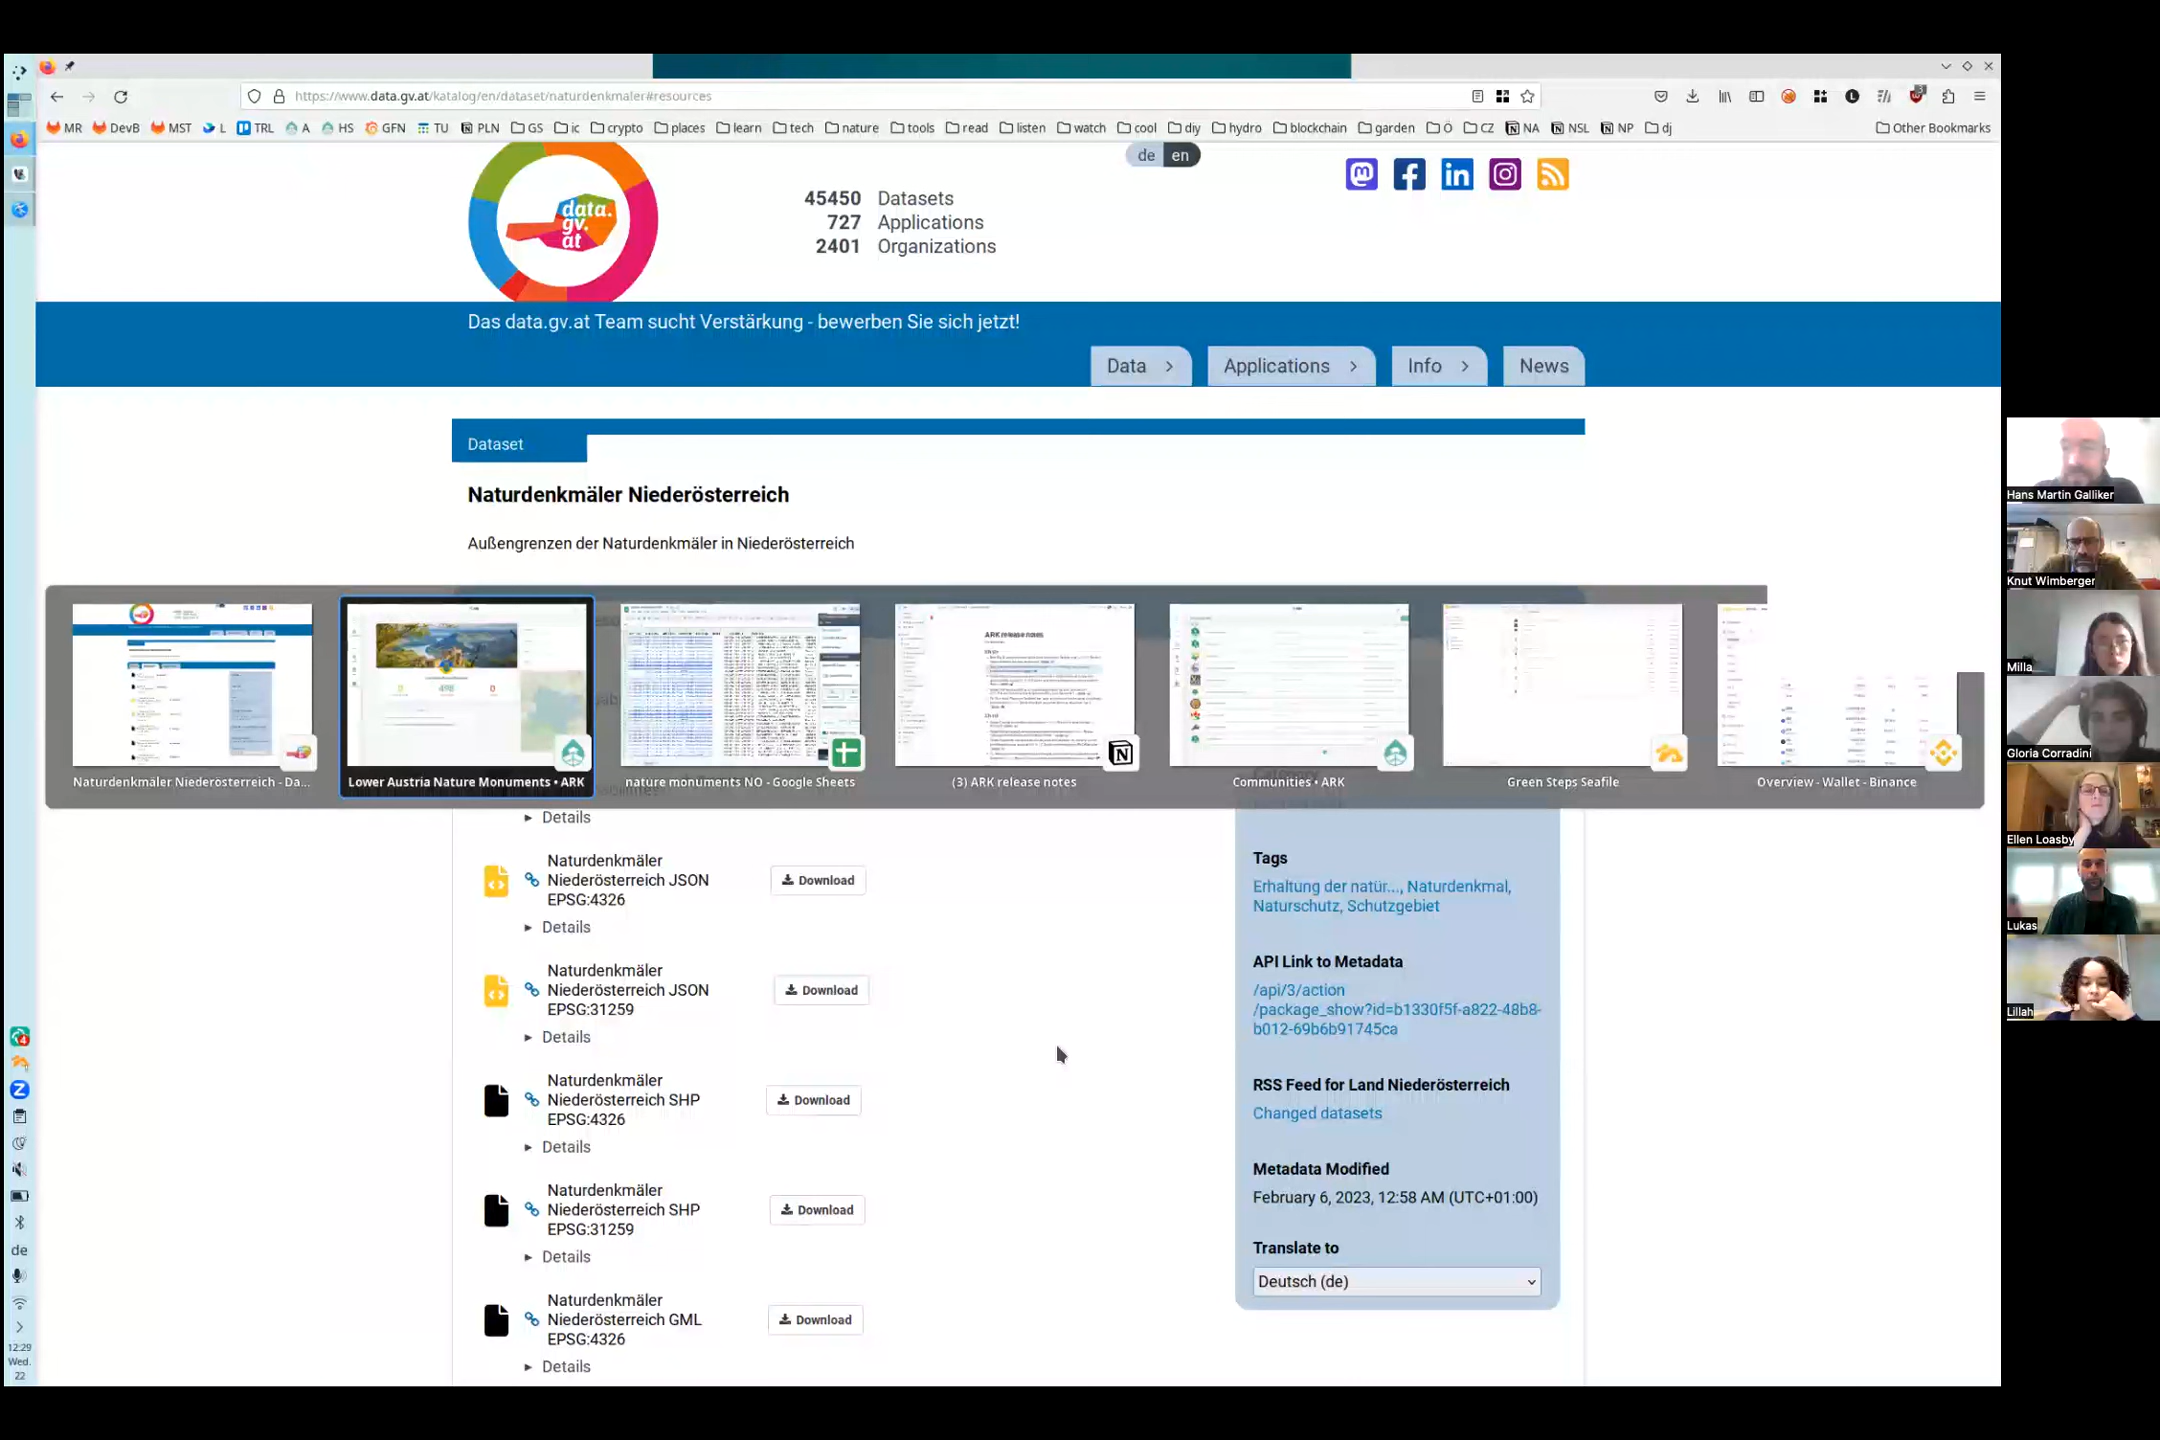 https://www.data.gv.at/katalog/en/dataset/naturdenkmaler#resources
MR DevB MST L TRL A HS GFN TU PLN GS ic crypto places learn tech nature tools read listen watch cool diy hydro blockchain garden Ö CZ NA NSL NP dj Other Bookmarks
de en
data.
gv.
at
45450 Datasets
727 Applications
2401 Organizations
Das data.gv.at Team sucht Verstärkung - bewerben Sie sich jetzt!
Data Applications Info News
Dataset
Naturdenkmäler Niederösterreich
Außengrenzen der Naturdenkmäler in Niederösterreich
ARK release notes
Naturdenkmäler Niederösterreich - Da...
Lower Austria Nature Monuments • ARK
nature monuments NO - Google Sheets
(3) ARK release notes
Communities • ARK
Green Steps Seafile
Overview - Wallet - Binance
Details
Naturdenkmäler
Niederösterreich JSON
EPSG:4326
Download
Details
Naturdenkmäler
Niederösterreich JSON
EPSG:31259
Download
Details
Naturdenkmäler
Niederösterreich SHP
EPSG:4326
Download
Details
Naturdenkmäler
Niederösterreich SHP
EPSG:31259
Download
Details
Naturdenkmäler
Niederösterreich GML
EPSG:4326
Download
Details
Tags
Erhaltung der natür..., Naturdenkmal,
Naturschutz, Schutzgebiet
API Link to Metadata
/api/3/action
/package_show?id=b1330f5f-a822-48b8-
b012-69b6b91745ca
RSS Feed for Land Niederösterreich
Changed datasets
Metadata Modified
February 6, 2023, 12:58 AM (UTC+01:00)
Translate to
Deutsch (de)
de
12:29
Wed.
22
Hans Martin Galliker
Knut Wimberger
Milla
Gloria Corradini
Ellen Loasby
Lukas
Lillah